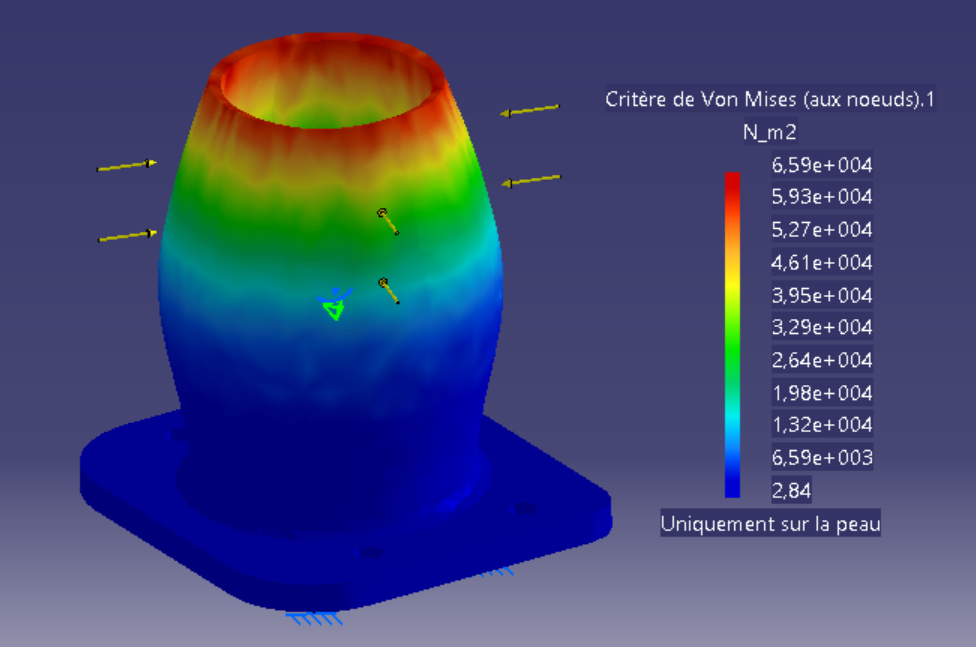 Critère de Von Mises (aux noeuds).1
N_m2
6,59e+004
5,93e+004
5,27e+004
4,61e+004
3,95e+004
3,29e+004
2,64e+004
1,98e+004
1,32e+004
6,59e+003
2,84
Uniquement sur la peau